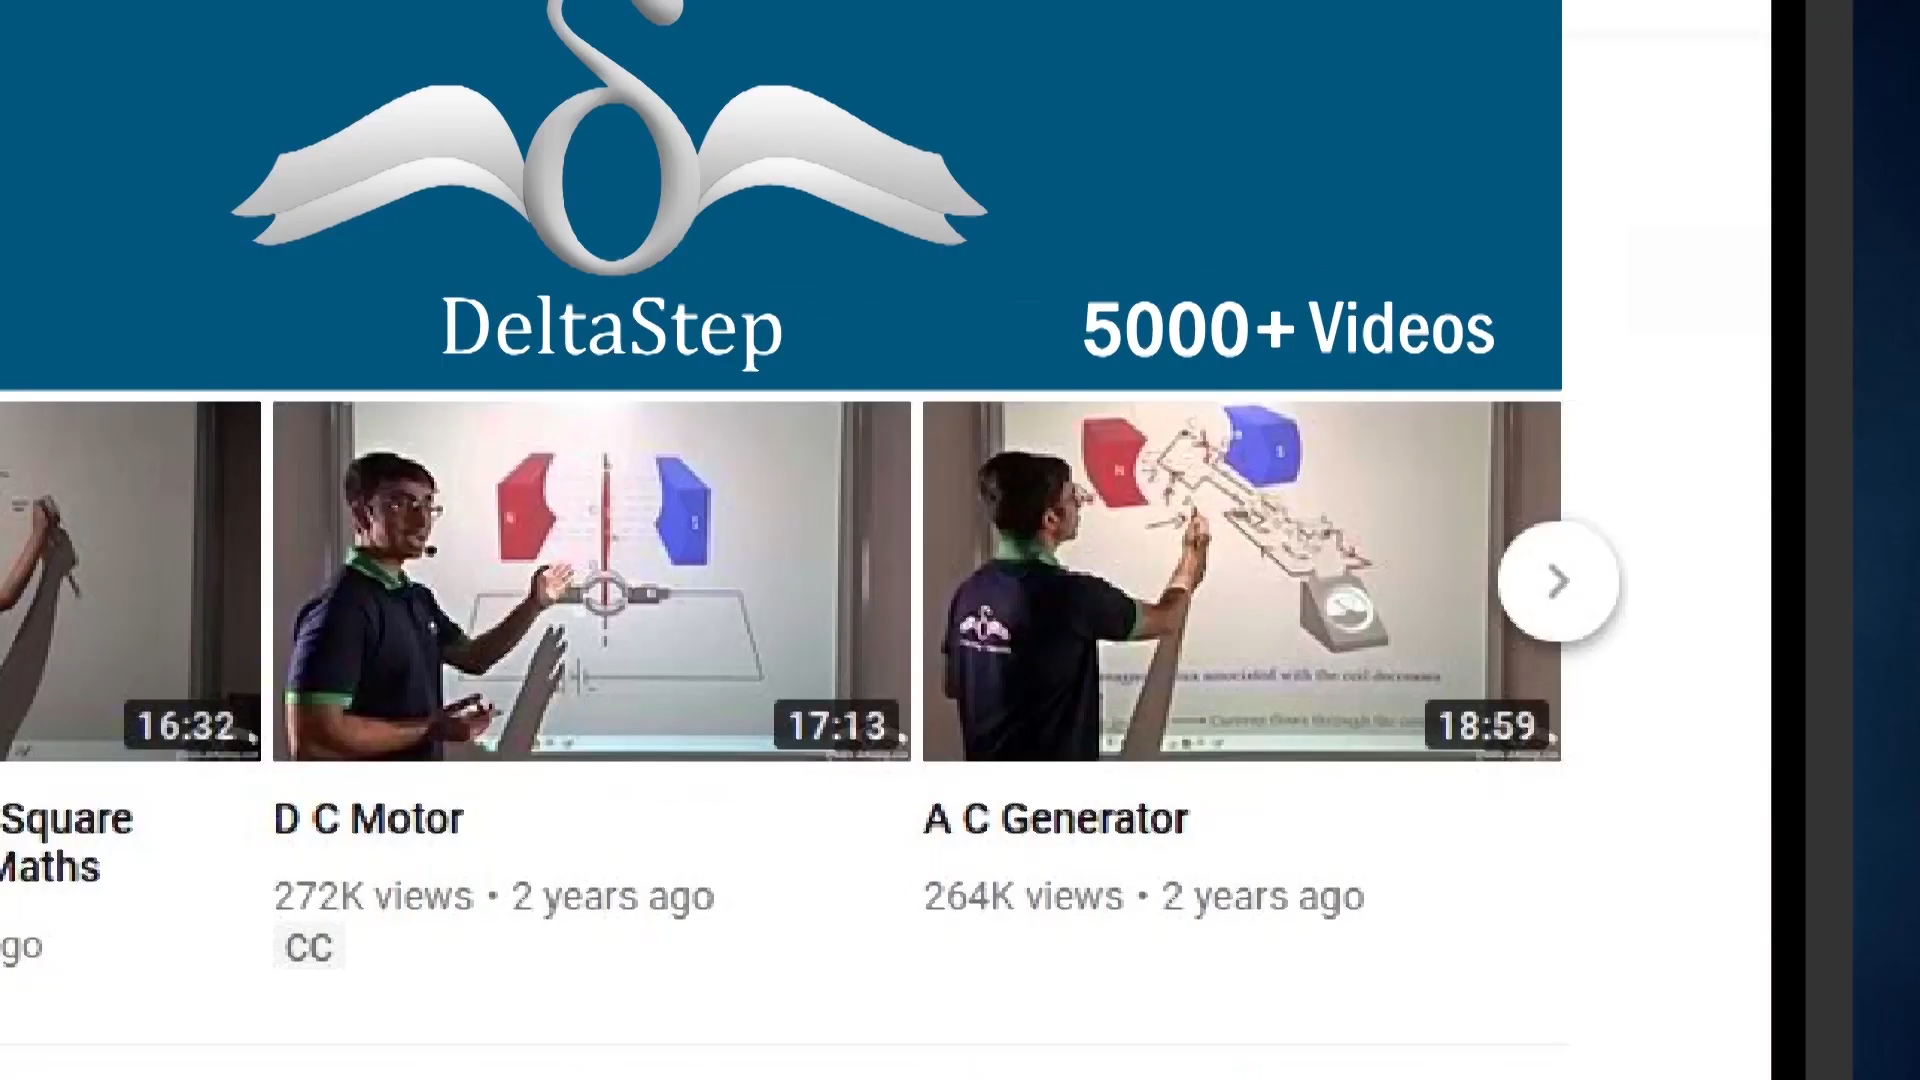 DeltaStep
5000+ Videos
16:32
17:13
18:59
Square
Maths
D C Motor
A C Generator
272K views • 2 years ago
264K views • 2 years ago
go
CC